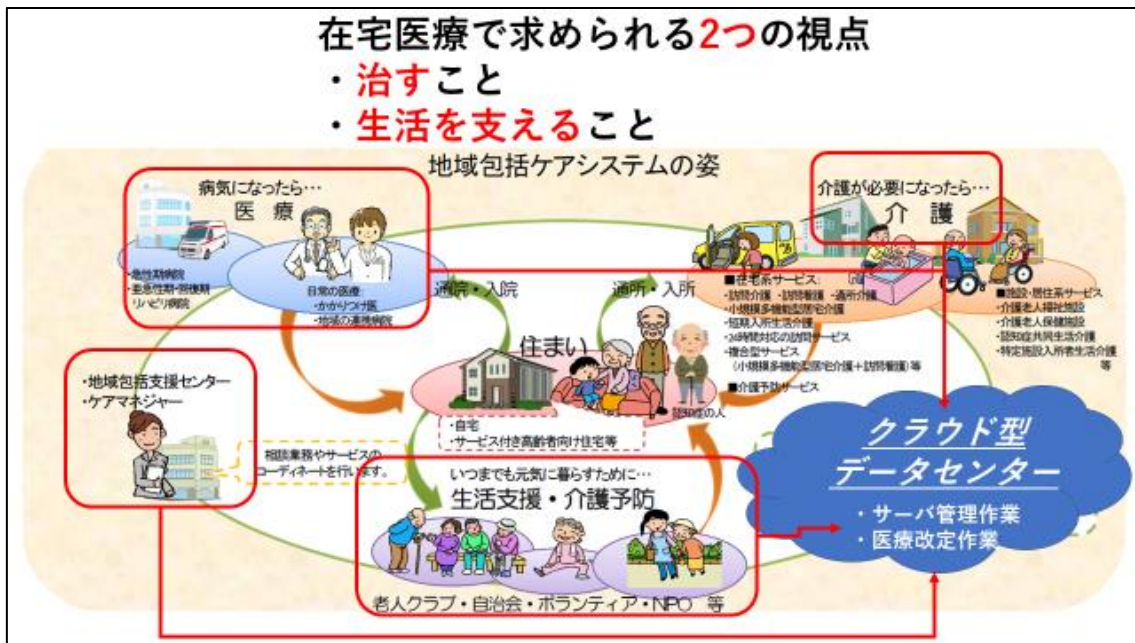 在宅医療で求められる2つの視点
・治すこと
・生活を支えること
地域包括ケアシステムの姿
病気になったら…
医 療
・急性期病院
・亜急性期・回復期
リハビリ病院
日常の医療:
・かかりつけ医
・地域の連携病院
通院・入院
通所・入所
介護が必要になったら…
介 護
■在宅系サービス:
・訪問介護 ・訪問看護 ・通所介護
・小規模多機能型居宅介護
・短期入所生活介護
・24時間対応の訪問サービス
・複合型サービス
(小規模多機能型居宅介護+訪問看護)等
■介護予防サービス
■施設・居住系サービス
・介護老人福祉施設
・介護老人保健施設
・認知症共同生活介護
・特定施設入所者生活介護
等
住まい
認知症の人
・自宅
・サービス付き高齢者向け住宅等
・地域包括支援センター
・ケアマネジャー
相談業務やサービスの
コーディネートを行います。
いつまでも元気に暮らすために…
生活支援・介護予防
老人クラブ・自治会・ボランティア・NPO 等
クラウド型
データセンター
・サーバ管理作業
・医療改定作業